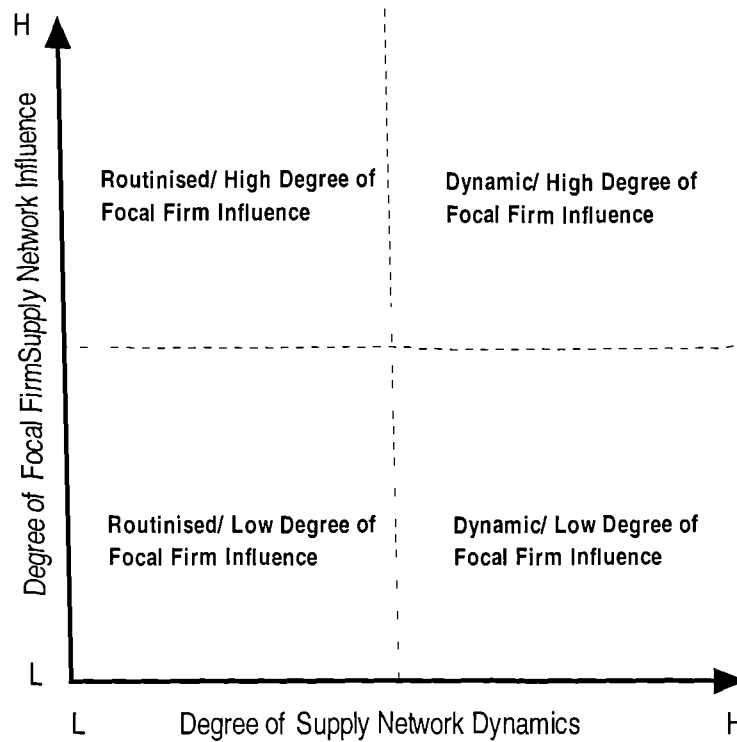 H
Degree of Focal FirmSupply Network Influence
Routinised/ High Degree of
Focal Firm Influence
Dynamic/ High Degree of
Focal Firm Influence
Routinised/ Low Degree of
Focal Firm Influence
Dynamic/ Low Degree of
Focal Firm Influence
L
L
Degree of Supply Network Dynamics
H